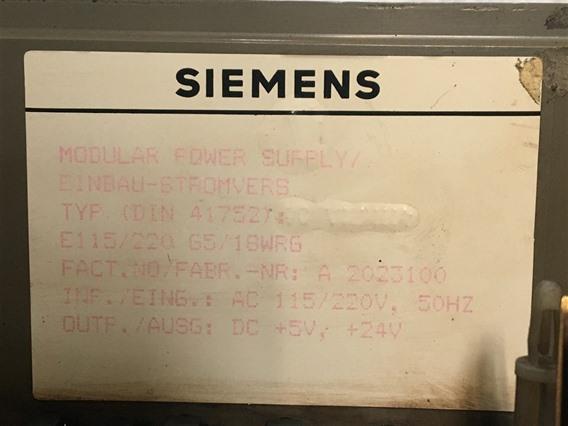 SIEMENS
MODULAR POWER SUPPLY/
EINBAU-STROMVERS
TYP (DIN 41752):
E115/220 G5/18WRG
FACT.NO/FABR.-NR: A 2023100
INP./EING.: AC 115/220V, 50HZ
OUTP./AUSG: DC +5V, +24V